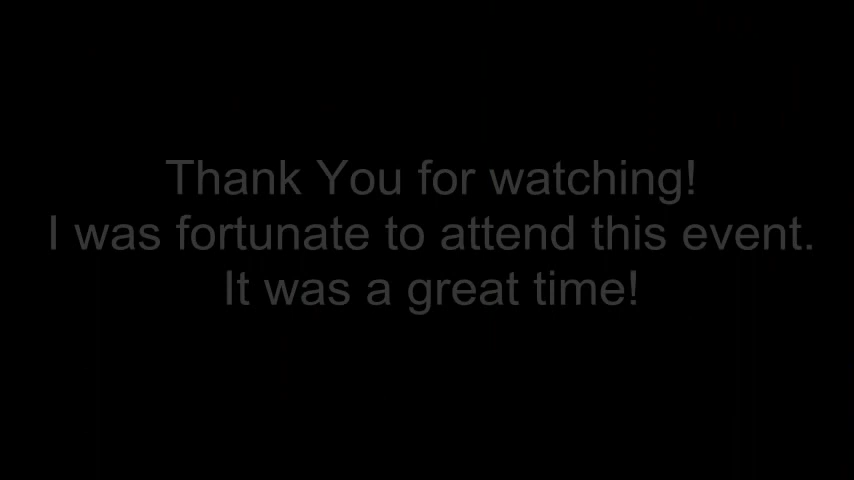 Thank You for watching!
I was fortunate to attend this event.
It was a great time!